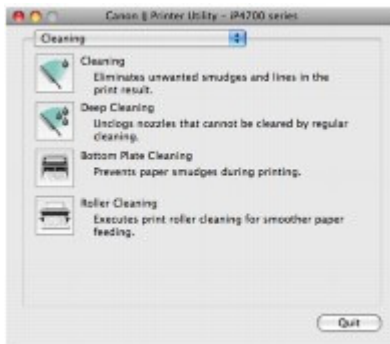 Canon IJ Printer Utility - iP4700 series
Cleaning
Cleaning
Eliminates unwanted smudges and lines in the
print result.
Deep Cleaning
Unclogs nozzles that cannot be cleared by regular
cleaning.
Bottom Plate Cleaning
Prevents paper smudges during printing.
Roller Cleaning
Executes print roller cleaning for smoother paper
feeding.
Quit